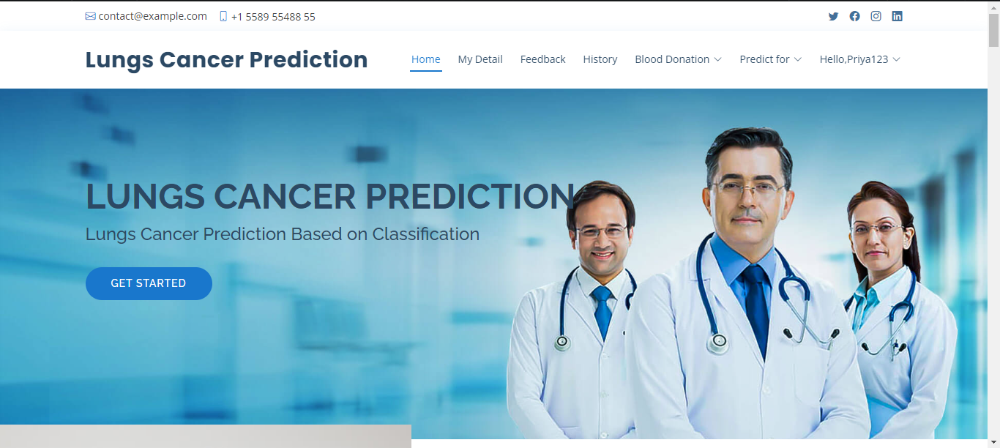 contact@example.com +1 5589 55488 55
Lungs Cancer Prediction
Home My Detail Feedback History Blood Donation Predict for Hello,Priya123
LUNGS CANCER PREDICTION
Lungs Cancer Prediction Based on Classification
GET STARTED